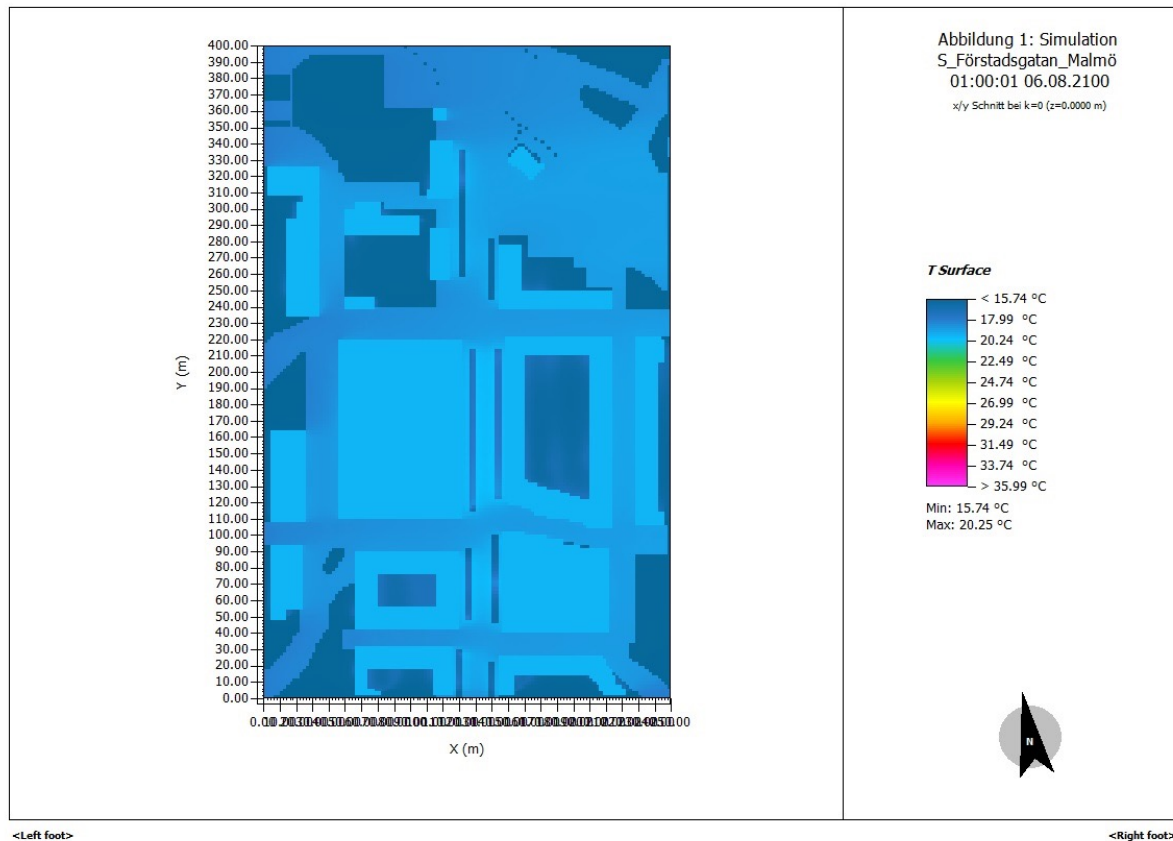 Abbildung 1: Simulation
S_Förstadsgatan_Malmö
01:00:01 06.08.2100
x/y Schnitt bei k=0 (z=0.0000 m)
400.00
390.00
380.00
370.00
360.00
350.00
340.00
330.00
320.00
310.00
300.00
290.00
280.00
270.00
260.00
250.00
240.00
230.00
220.00
210.00
200.00
190.00
180.00
170.00
160.00
150.00
140.00
130.00
120.00
110.00
100.00
90.00
80.00
70.00
60.00
50.00
40.00
30.00
20.00
10.00
0.00
Y (m)
X (m)
T Surface
< 15.74 °C
17.99 °C
20.24 °C
22.49 °C
24.74 °C
26.99 °C
29.24 °C
31.49 °C
33.74 °C
> 35.99 °C
Min: 15.74 °C
Max: 20.25 °C
N
<Left foot>
<Right foot>